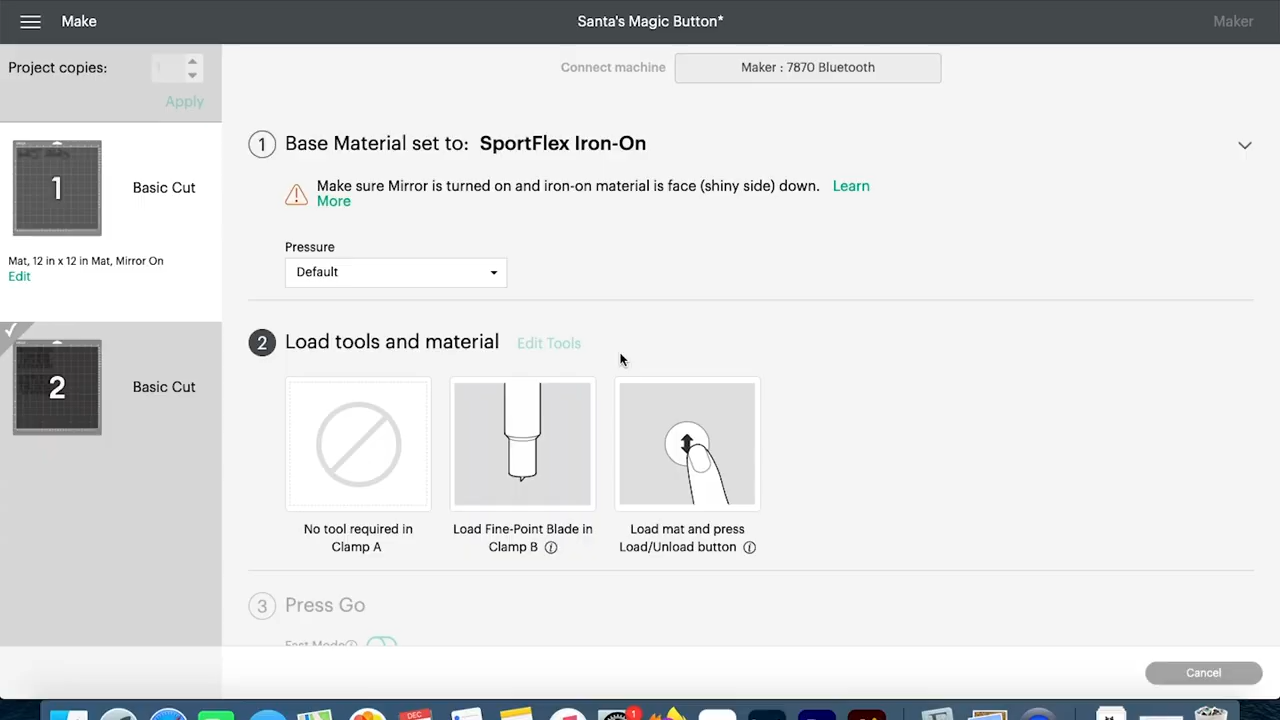 Make
Santa's Magic Button*
Maker
Project copies:
Apply
Connect machine
Maker : 7870 Bluetooth
1
Basic Cut
Mat, 12 in x 12 in Mat, Mirror On
Edit
2
Basic Cut
1 Base Material set to: SportFlex Iron-On
Make sure Mirror is turned on and iron-on material is face (shiny side) down. Learn
More
Pressure
Default
2 Load tools and material Edit Tools
No tool required in
Clamp A
Load Fine-Point Blade in
Clamp B
Load mat and press
Load/Unload button
3 Press Go
Fast Mode
Cancel
DEC
1